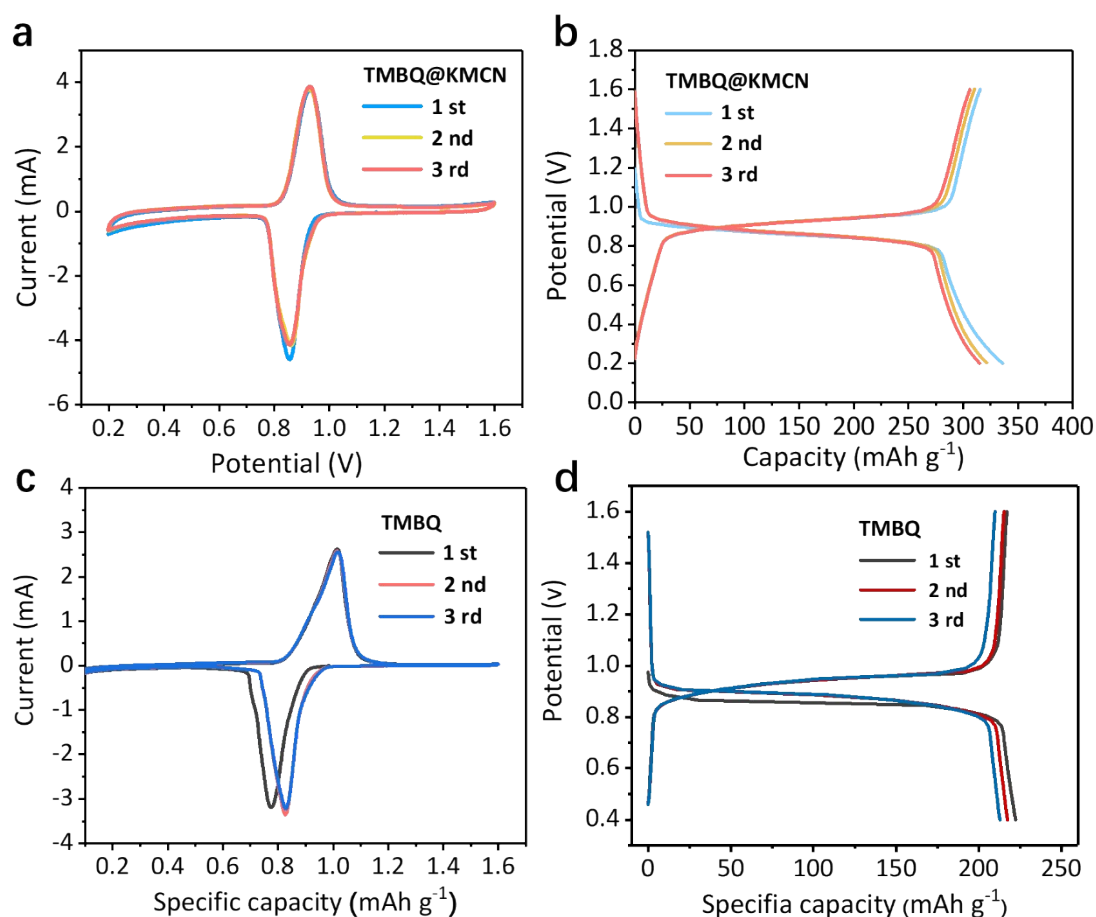 a
4
2
0
-2
-4
-6
Current (mA)
TMBQ@KMCN
1 st
2 nd
3 rd
0.2 0.4 0.6 0.8 1.0 1.2 1.4 1.6
Potential (V)
b
1.8
1.6
1.4
1.2
1.0
0.8
0.6
0.4
0.2
0.0
Potential (V)
TMBQ@KMCN
1 st
2 nd
3 rd
0 50 100 150 200 250 300 350 400
Capacity (mAh g⁻¹)
c
4
3
2
1
0
-1
-2
-3
-4
Current (mA)
TMBQ
1 st
2 nd
3 rd
0.2 0.4 0.6 0.8 1.0 1.2 1.4 1.6
Specific capacity (mAh g⁻¹)
d
1.6
1.4
1.2
1.0
0.8
0.6
0.4
Potential (v)
TMBQ
1 st
2 nd
3 rd
0 50 100 150 200 250
Specifia capacity (mAh g⁻¹)